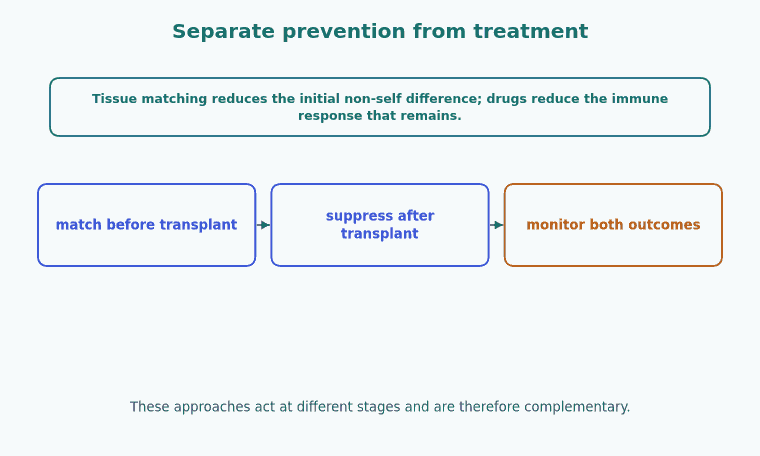 Separate prevention from treatment
Tissue matching reduces the initial non-self difference; drugs reduce the immune
response that remains.
match before transplant
suppress after
transplant
monitor both outcomes
These approaches act at different stages and are therefore complementary.